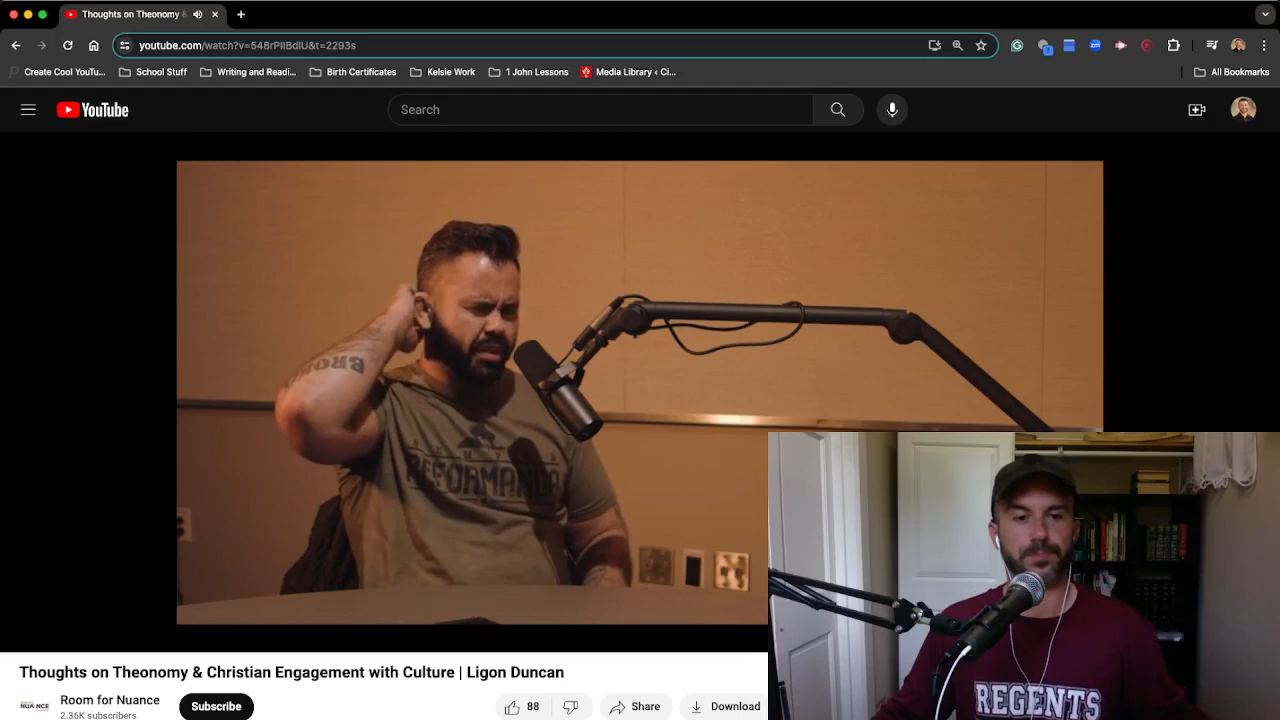 Thoughts on Theonomy &
youtube.com/watch?v=548rPIIBdlU&t=2293s
Create Cool YouTu...
School Stuff
Writing and Readi...
Birth Certificates
Kelsie Work
1 John Lessons
Media Library ‹ Ci...
All Bookmarks
YouTube
Search
REFORMANDA
Thoughts on Theonomy & Christian Engagement with Culture | Ligon Duncan
NUANCE
Room for Nuance
2.36K subscribers
Subscribe
88
Share
Download
REGENTS